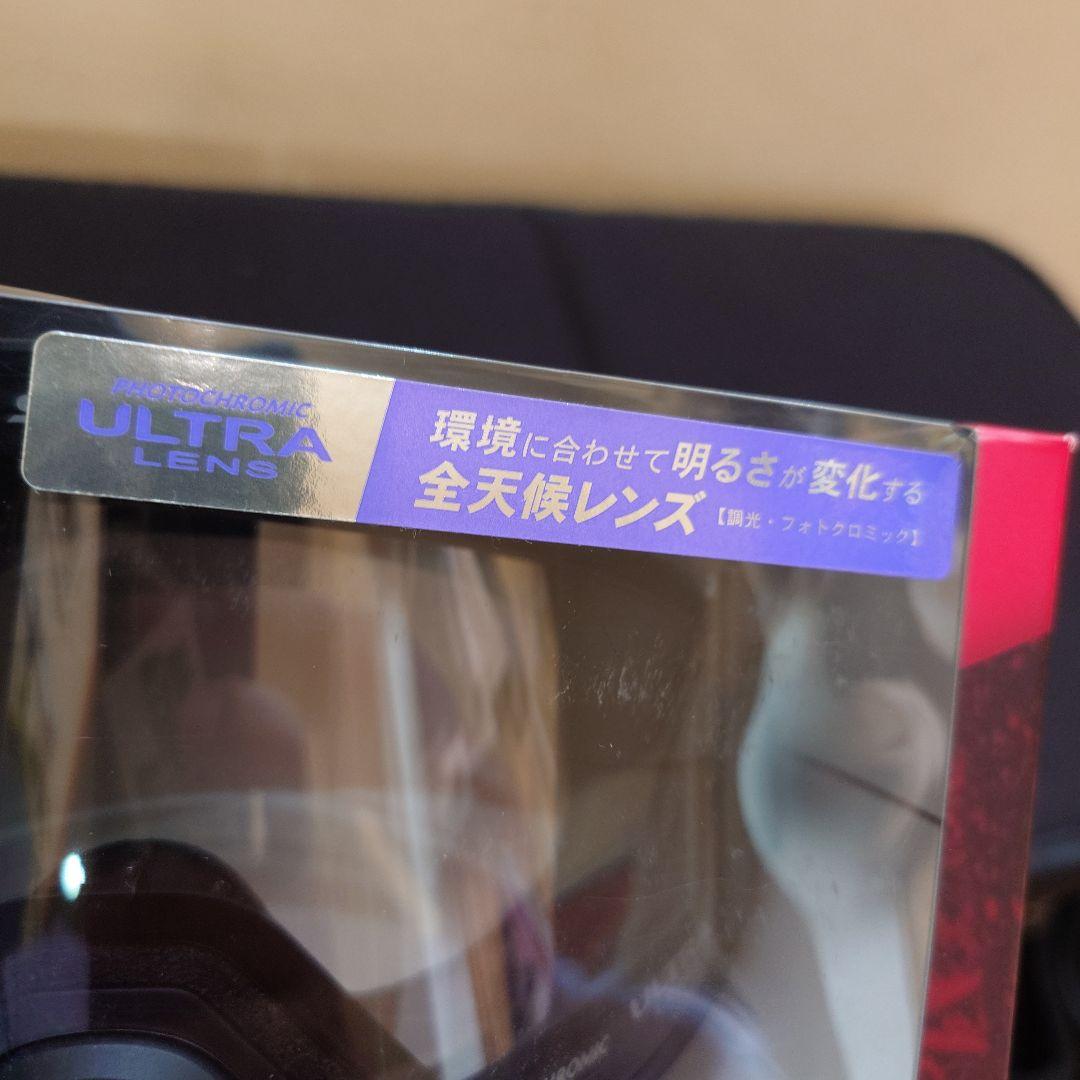 PHOTOCHROMIC
ULTRA
LENS
環境に合わせて明るさが変化する
全天候レンズ【調光・フォトクロミック】